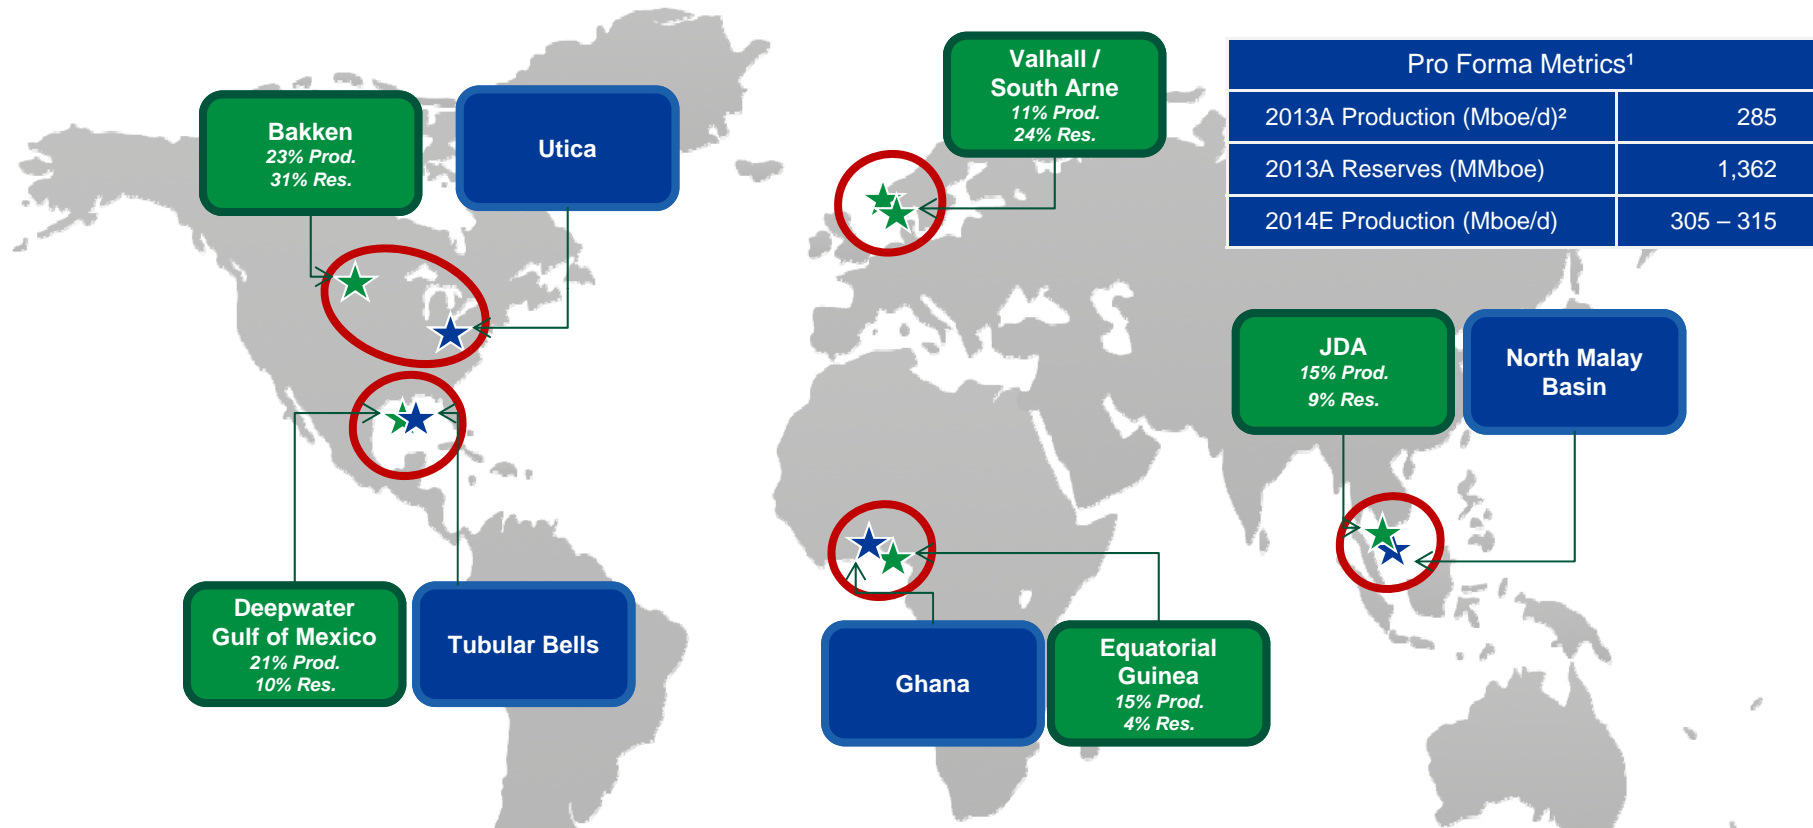 Valhall /
South Arne
11% Prod.
24% Res.
Pro Forma Metrics¹
2013A Production (Mboe/d)² 285
2013A Reserves (MMboe) 1,362
2014E Production (Mboe/d) 305 – 315
Bakken
23% Prod.
31% Res.
Utica
JDA
15% Prod.
9% Res.
North Malay
Basin
Deepwater
Gulf of Mexico
21% Prod.
10% Res.
Tubular Bells
Ghana
Equatorial
Guinea
15% Prod.
4% Res.